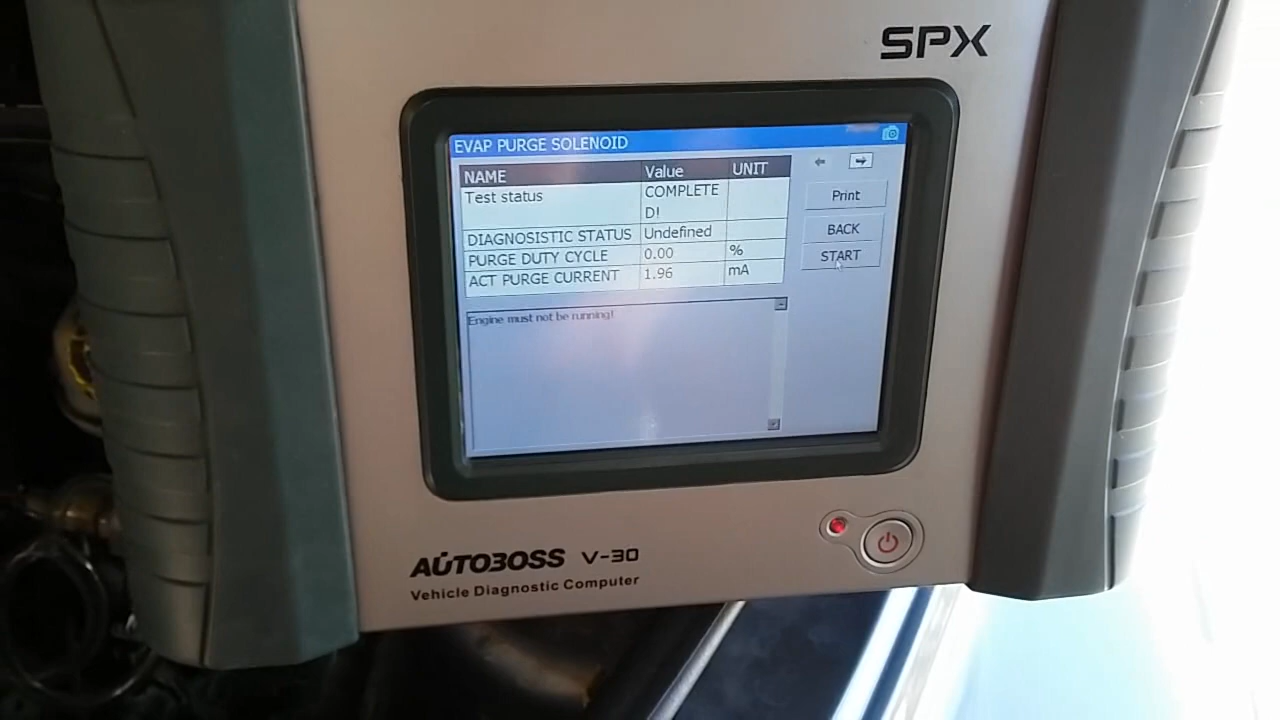 SPX
EVAP PURGE SOLENOID
NAME Value UNIT
Test status COMPLETE
D!
DIAGNOSISTIC STATUS Undefined
PURGE DUTY CYCLE 0.00 %
ACT PURGE CURRENT 1.96 mA
Print
BACK
START
Engine must not be running!
AUTOBOSS V-30
Vehicle Diagnostic Computer